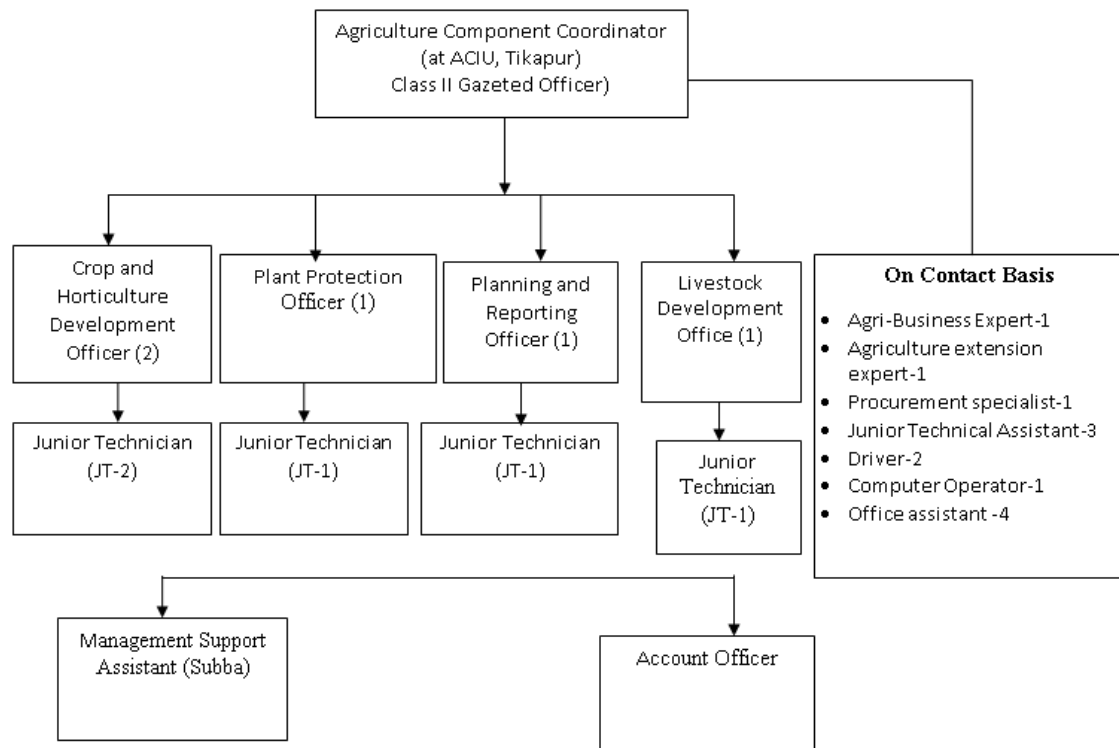 Agriculture Component Coordinator
(at ACIU, Tikapur)
Class II Gazeted Officer)
Crop and
Horticulture
Development
Officer (2)
Plant Protection
Officer (1)
Planning and
Reporting
Officer (1)
Livestock
Development
Office (1)
On Contact Basis
• Agri-Business Expert-1
• Agriculture extension
expert-1
• Procurement specialist-1
• Junior Technical Assistant-3
• Driver-2
• Computer Operator-1
• Office assistant -4
Junior Technician
(JT-2)
Junior Technician
(JT-1)
Junior Technician
(JT-1)
Junior
Technician
(JT-1)
Management Support
Assistant (Subba)
Account Officer